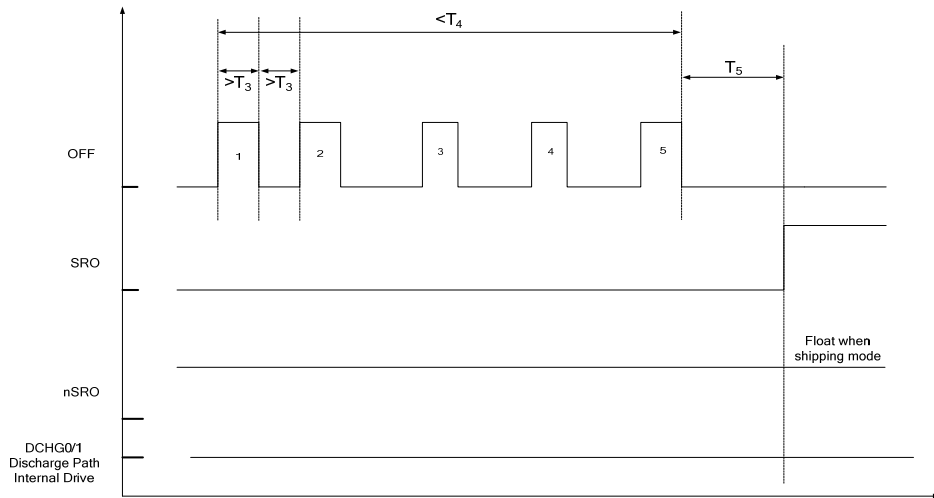 <T4
>T3
>T3
T5
OFF
1
2
3
4
5
SRO
Float when
shipping mode
nSRO
DCHG0/1
Discharge Path
Internal Drive